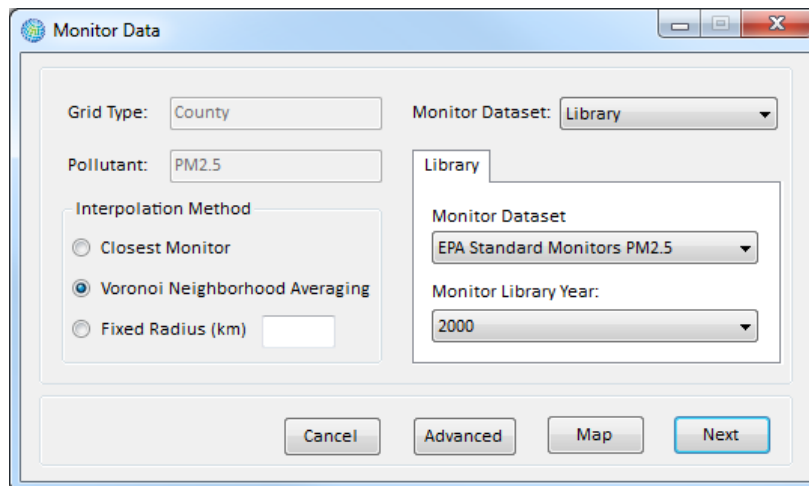 Monitor Data
Grid Type: County
Monitor Dataset: Library
Pollutant: PM2.5
Library
Interpolation Method
Closest Monitor
Voronoi Neighborhood Averaging
Fixed Radius (km)
Monitor Dataset
EPA Standard Monitors PM2.5
Monitor Library Year:
2000
Cancel
Advanced
Map
Next